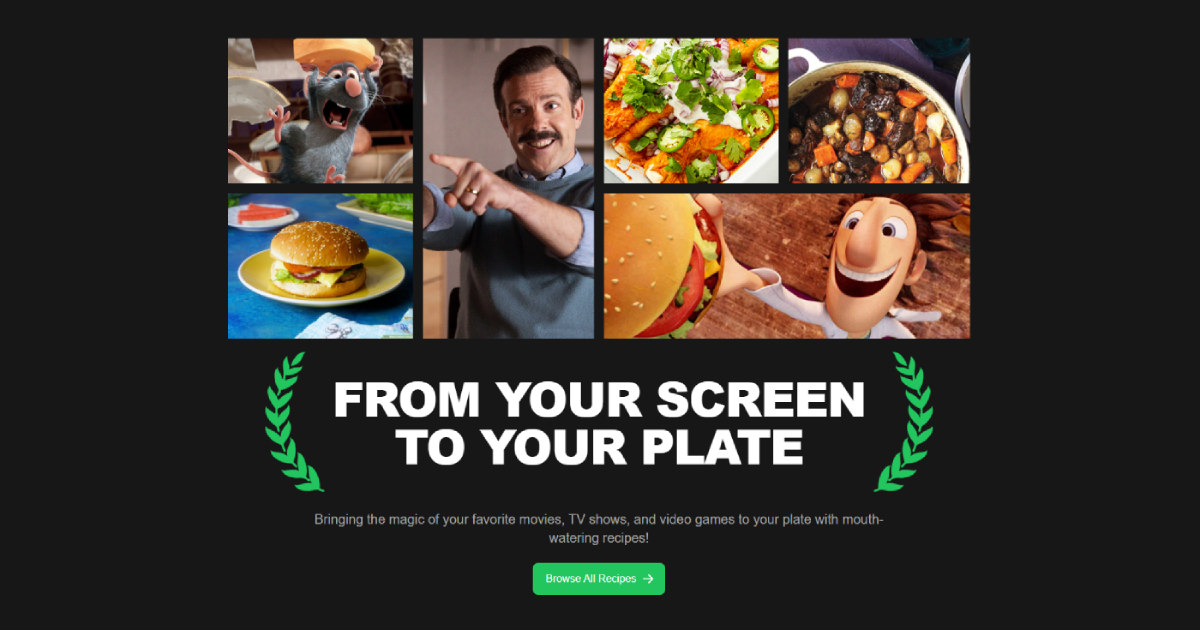 FROM YOUR SCREEN
TO YOUR PLATE
Bringing the magic of your favorite movies, TV shows, and video games to your plate with mouth-
watering recipes!
Browse All Recipes →